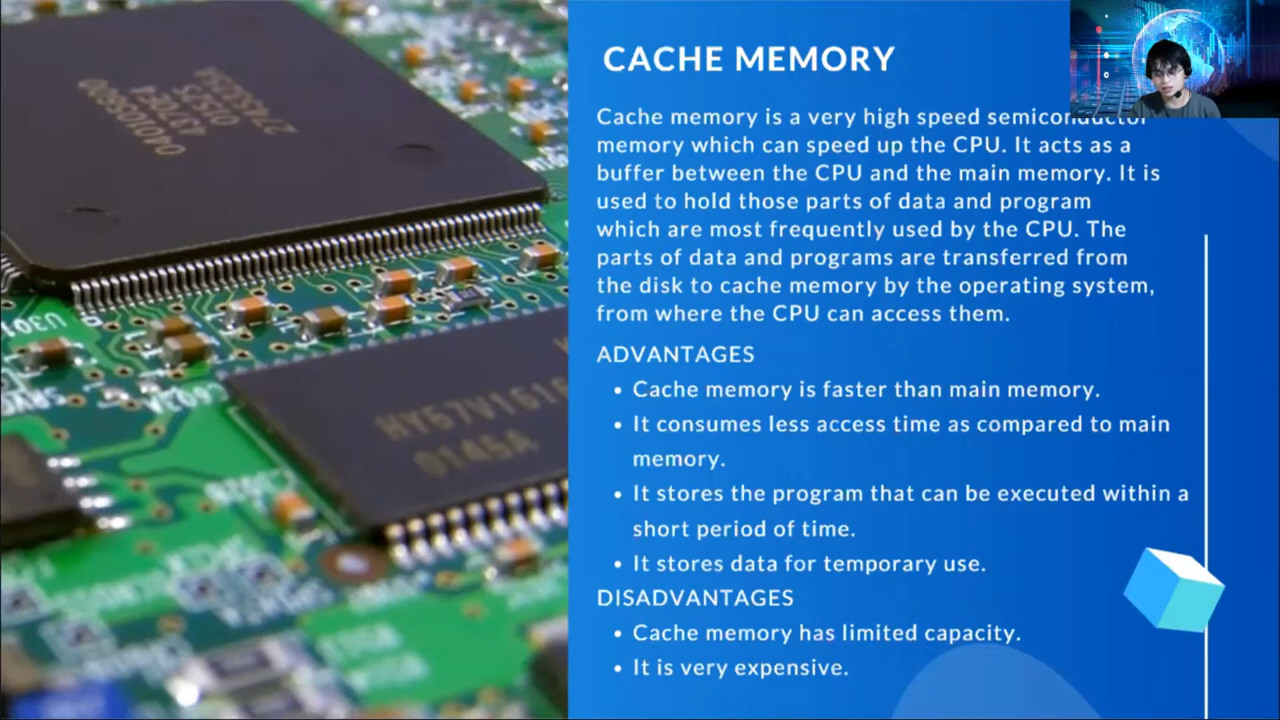 CACHE MEMORY
Cache memory is a very high speed semiconductor
memory which can speed up the CPU. It acts as a
buffer between the CPU and the main memory. It is
used to hold those parts of data and program
which are most frequently used by the CPU. The
parts of data and programs are transferred from
the disk to cache memory by the operating system,
from where the CPU can access them.
ADVANTAGES
• Cache memory is faster than main memory.
• It consumes less access time as compared to main
memory.
• It stores the program that can be executed within a
short period of time.
• It stores data for temporary use.
DISADVANTAGES
• Cache memory has limited capacity.
• It is very expensive.
HY57V1616
0145A